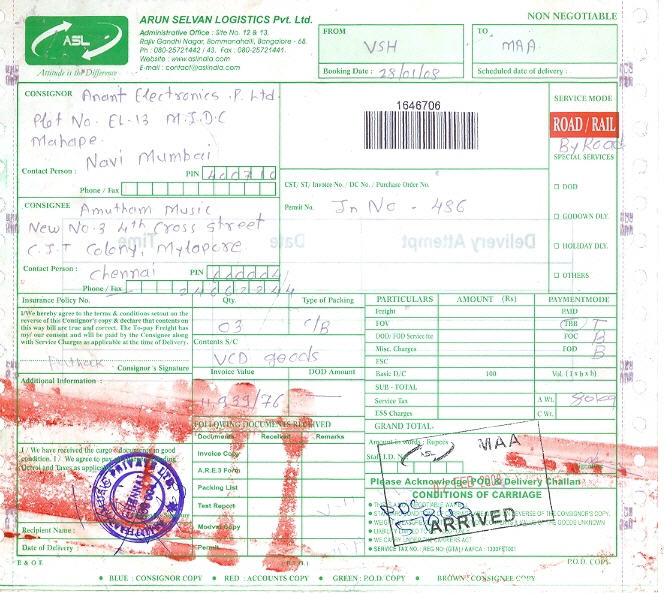 ASL
Attitude is the Difference
ARUN SELVAN LOGISTICS Pvt. Ltd.
Administrative Office : Site No. 12 & 13,
Rajiv Gandhi Nagar, Bommanahalli, Bangalore - 68.
Ph : 080-25721442 / 43, Fax : 080-25721441.
Website : www.aslindia.com
E-mail : contact@aslindia.com
NON NEGOTIABLE
FROM
VSH
Booking Date : 28/01/08
TO
MAA
Scheduled date of delivery :
CONSIGNOR Anant Electronics .P. Ltd.
Plot No. EL-13 M.I.D.C
Mahape.
Navi Mumbai
Contact Person :
PIN 400710
Phone / Fax
1646706
SERVICE MODE
ROAD / RAIL
By Road
SPECIAL SERVICES
DOD
GODOWN DLY.
HOLIDAY DLY.
OTHERS
CST, ST/ Invoice No. / DC No. / Purchase Order No.
Permit No. In No - 486
CONSIGNEE Amutham Music
New No. 3 4th Cross Street
C.I.T Colony, Mylapore
Contact Person : Chennai
PIN
Phone / Fax
Delivery Attempt Date Time
Insurance Policy No.
Qty.
Type of Packing
03 C/B
I/We hereby agree to the terms & conditions setout on the
reverse of this Consignor's copy & declare that contents on
this way bill are true and correct. The To-pay Freight has
my/ our consent and will be paid by the Consignee along
with Service Charges as applicable at the time of Delivery.
Consignor's Signature
Contents S/C
VCD goods
Invoice Value DOD Amount
PARTICULARS AMOUNT (Rs) PAYMENTMODE
Freight PAID
FOV TBB
DOD/ FOD Service for FOC
Misc. Charges FOD
ESC
Basic D/C 100 Vol. (l x b x h)
SUB - TOTAL
Service Tax A Wt. 80kg
ESS Charges C Wt.
GRAND TOTAL
Additional Information :
FOLLOWING DOCUMENTS RECEIVED
Documents Received Remarks
Invoice Copy
A.R.E.3 Form
Packing List
Test Report
Modvat Copy
Permit
Amount in words : Rupees
Staff I.D. No.
Please Acknowledge POD & Delivery Challan
CONDITIONS OF CARRIAGE
MAA
ARRIVED
I / We have received the cargo / documents in good
condition. I / We agree to pay
Octroi and Taxes as applicable
Recipient Name :
Date of Delivery :
E & O E
P.O.D. COPY
BLUE : CONSIGNOR COPY RED : ACCOUNTS COPY GREEN : P.O.D. COPY BROWN : CONSIGNEE COPY